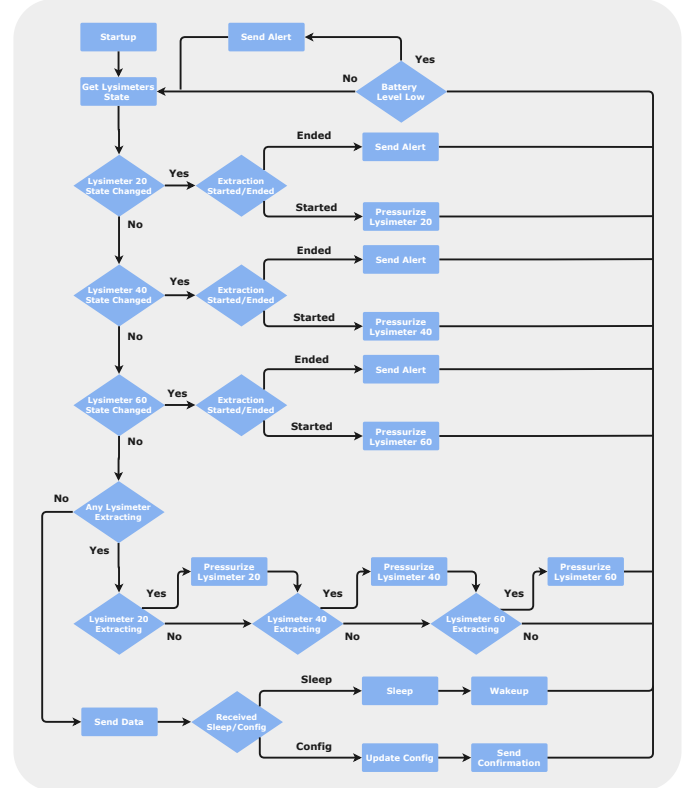 Startup
Send Alert
Yes
No
Get Lysimeters
State
Battery
Level Low
Ended
Send Alert
Lysimeter 20
State Changed
Yes
Extraction
Started/Ended
Started
Pressurize
Lysimeter 20
No
Ended
Send Alert
Lysimeter 40
State Changed
Yes
Extraction
Started/Ended
Started
Pressurize
Lysimeter 40
No
Ended
Send Alert
Lysimeter 60
State Changed
Yes
Extraction
Started/Ended
Started
Pressurize
Lysimeter 60
No
No
Any Lysimeter
Extracting
Yes
Pressurize
Lysimeter 20
Pressurize
Lysimeter 40
Pressurize
Lysimeter 60
Yes
Yes
Yes
Lysimeter 20
Extracting
No
Lysimeter 40
Extracting
No
Lysimeter 60
Extracting
No
Sleep
Sleep
Wakeup
Send Data
Received
Sleep/Config
Config
Update Config
Send
Confirmation